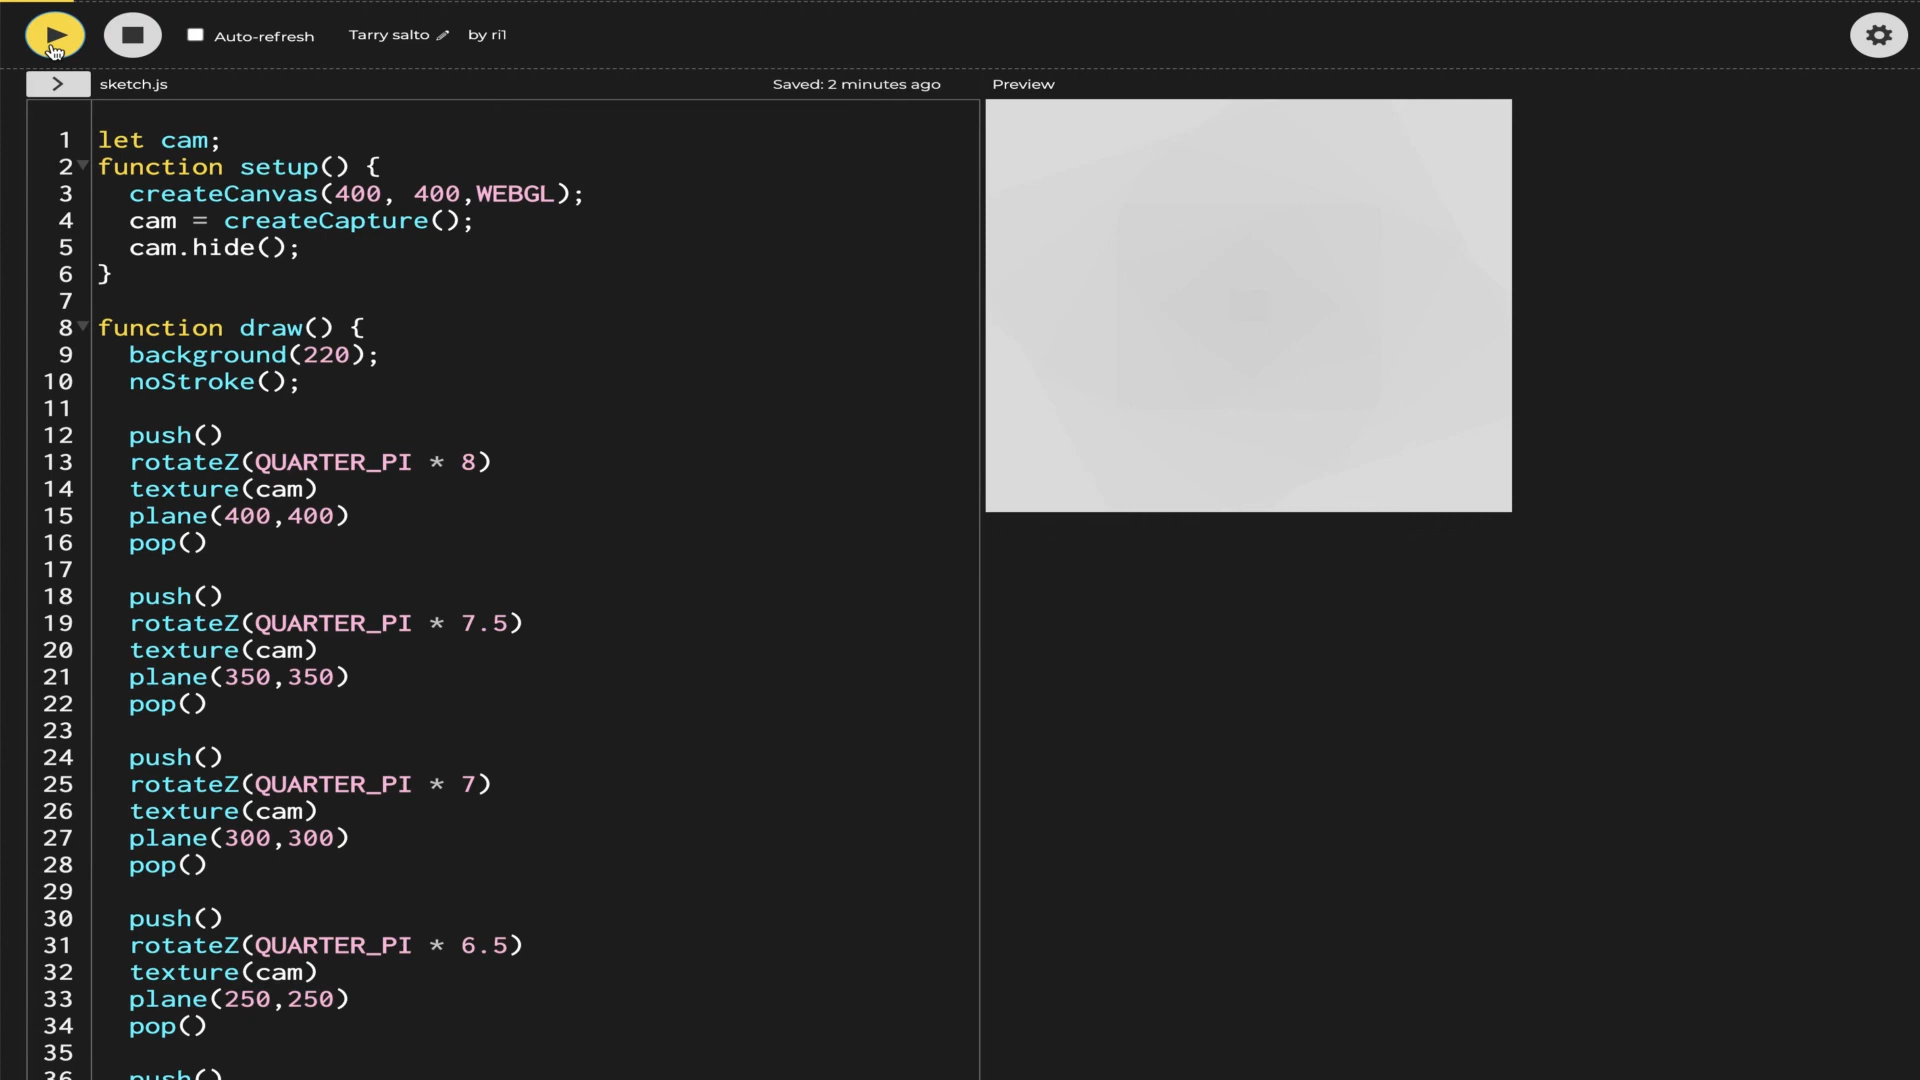 Auto-refresh Tarry salto by ri1
> sketch.js Saved: 2 minutes ago Preview
1 let cam;
2 function setup() {
3 createCanvas(400, 400,WEBGL);
4 cam = createCapture();
5 cam.hide();
6 }
7
8 function draw() {
9 background(220);
10 noStroke();
11
12 push()
13 rotateZ(QUARTER_PI * 8)
14 texture(cam)
15 plane(400,400)
16 pop()
17
18 push()
19 rotateZ(QUARTER_PI * 7.5)
20 texture(cam)
21 plane(350,350)
22 pop()
23
24 push()
25 rotateZ(QUARTER_PI * 7)
26 texture(cam)
27 plane(300,300)
28 pop()
29
30 push()
31 rotateZ(QUARTER_PI * 6.5)
32 texture(cam)
33 plane(250,250)
34 pop()
35
36 push()